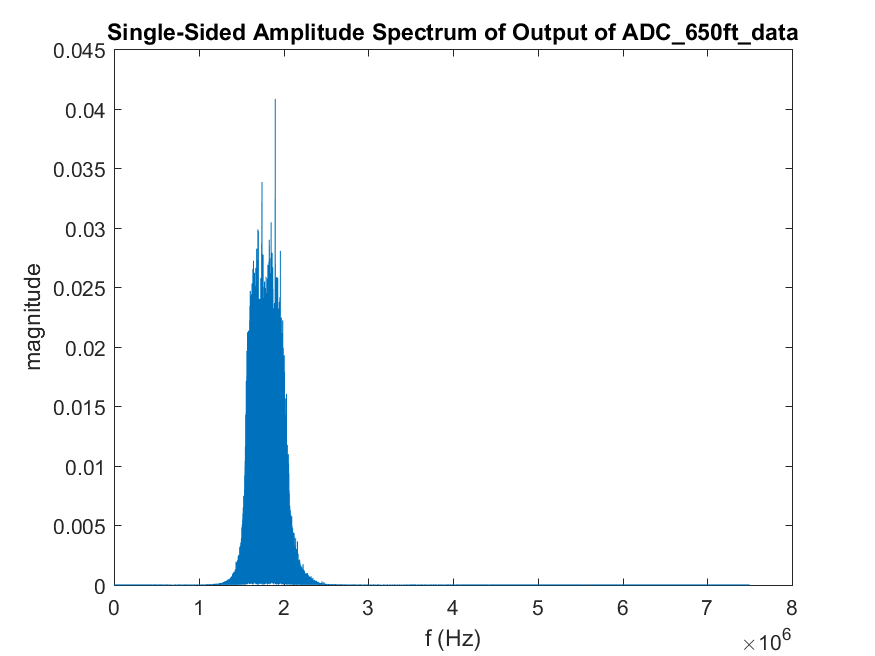 Single-Sided Amplitude Spectrum of Output of ADC_650ft_data
0.045
0.04
0.035
0.03
0.025
0.02
0.015
0.01
0.005
0
magnitude
0 1 2 3 4 5 6 7 8
f (Hz)
×10^6